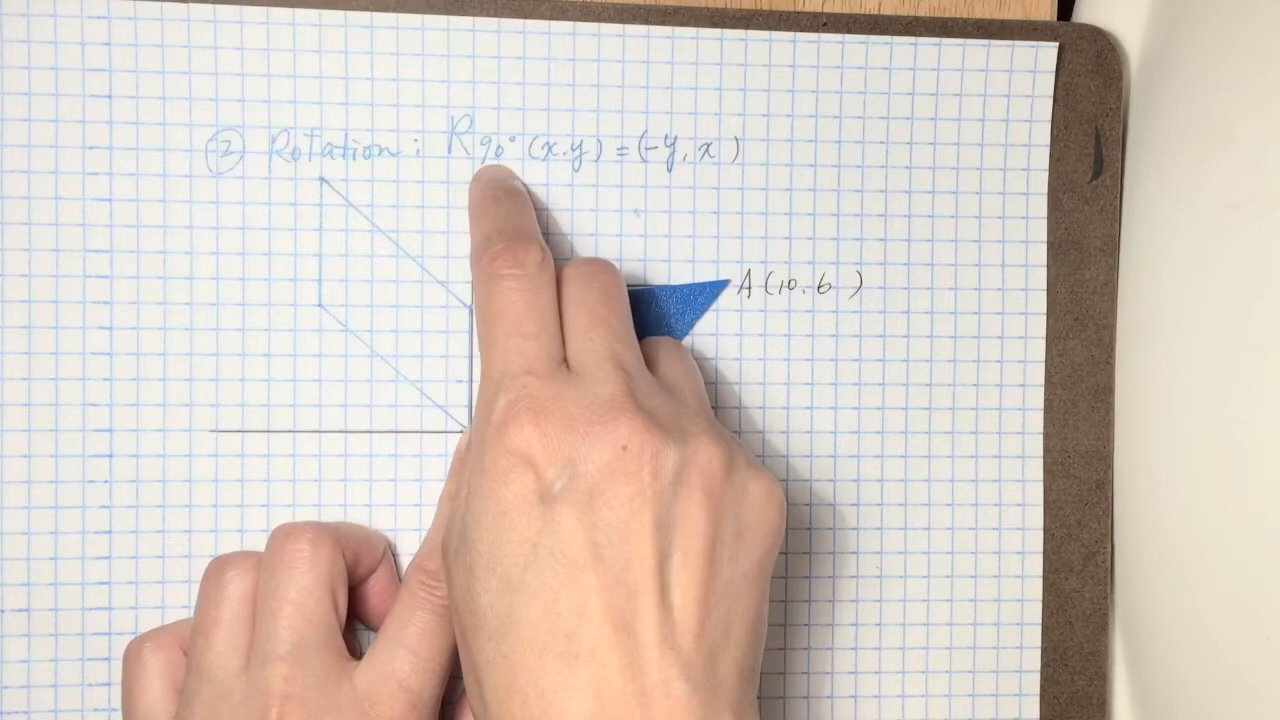 ② Rotation: R90° (x.y) = (-y, x)
A(10.6 )